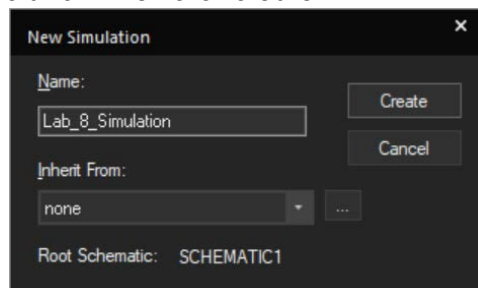 New Simulation
×
Name:
Lab_8_Simulation
Create
Cancel
Inherit From:
none
...
Root Schematic: SCHEMATIC1